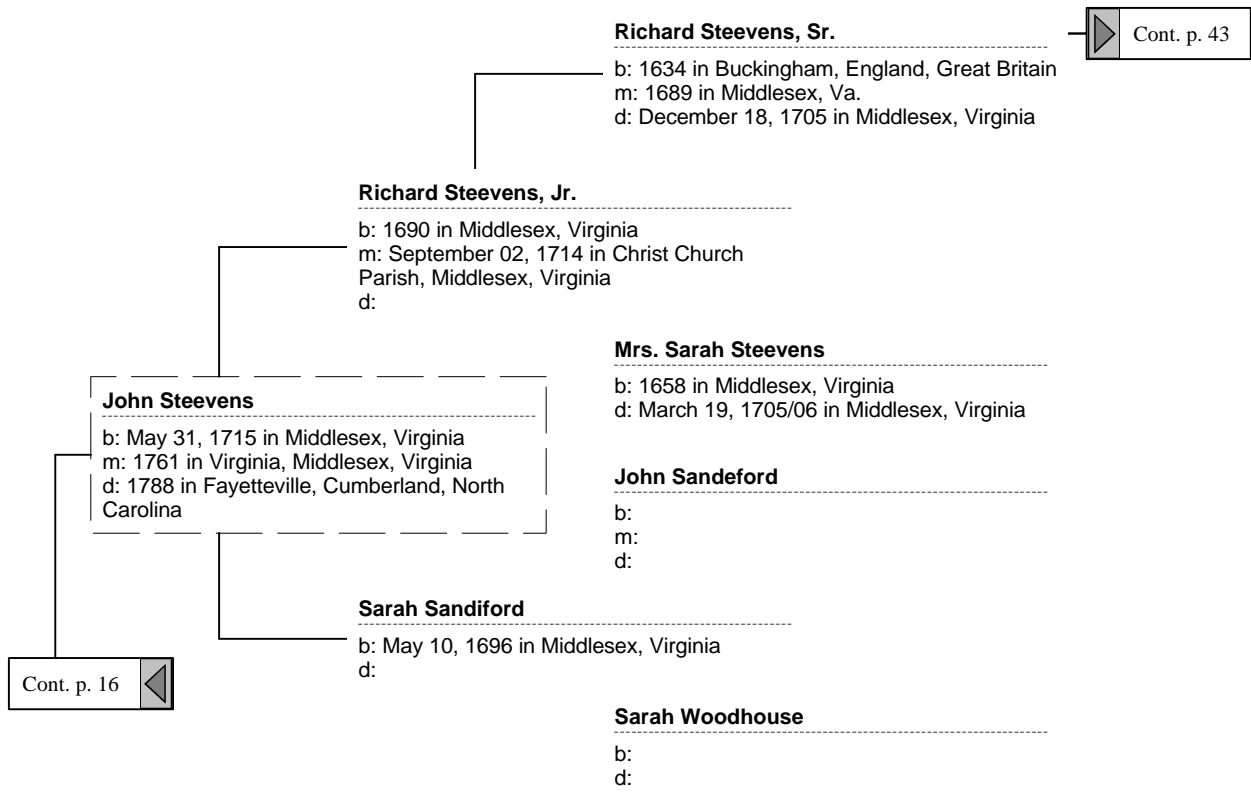 Richard Steevens, Sr.
b: 1634 in Buckingham, England, Great Britain
m: 1689 in Middlesex, Va.
d: December 18, 1705 in Middlesex, Virginia
Cont. p. 43
Richard Steevens, Jr.
b: 1690 in Middlesex, Virginia
m: September 02, 1714 in Christ Church
Parish, Middlesex, Virginia
d:
Mrs. Sarah Steevens
b: 1658 in Middlesex, Virginia
d: March 19, 1705/06 in Middlesex, Virginia
John Steevens
b: May 31, 1715 in Middlesex, Virginia
m: 1761 in Virginia, Middlesex, Virginia
d: 1788 in Fayetteville, Cumberland, North
Carolina
John Sandeford
b:
m:
d:
Sarah Sandiford
b: May 10, 1696 in Middlesex, Virginia
d:
Cont. p. 16
Sarah Woodhouse
b:
d: